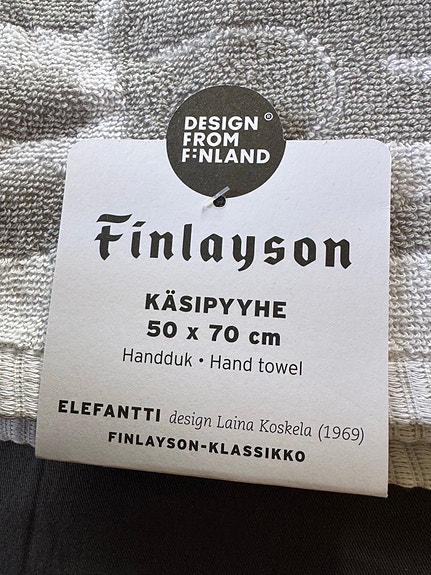 DESIGN ®
FROM
FINLAND
Finlayson
KÄSIPYYHE
50 x 70 cm
Handduk • Hand towel
ELEFANTTI design Laina Koskela (1969)
FINLAYSON-KLASSIKKO